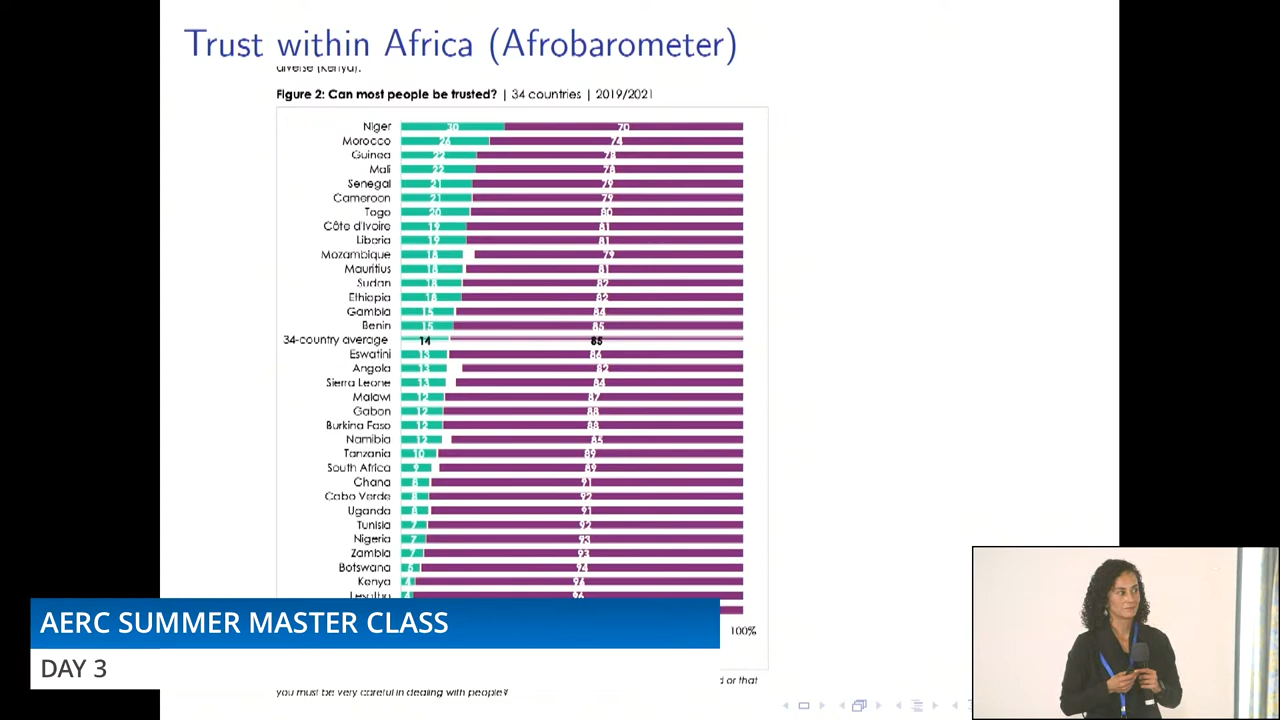 Trust within Africa (Afrobarometer)
diverse (Kenya).
Figure 2: Can most people be trusted? | 34 countries | 2019/2021
Niger 30 70
Morocco 26 74
Guinea 22 78
Mali 22 78
Senegal 21 79
Cameroon 21 79
Togo 20 80
Côte d'Ivoire 19 81
Liberia 19 81
Mozambique 18 79
Mauritius 18 81
Sudan 18 82
Ethiopia 18 82
Gambia 15 84
Benin 15 85
34-country average 14 85
Eswatini 13 86
Angola 13 82
Sierra Leone 13 84
Malawi 12 87
Gabon 12 88
Burkina Faso 12 88
Namibia 12 85
Tanzania 10 89
South Africa 9 89
Ghana 8 91
Cabo Verde 8 92
Uganda 8 91
Tunisia 7 92
Nigeria 7 93
Zambia 7 93
Botswana 6 94
Kenya 4 96
Lesotho 4 96
100%
AERC SUMMER MASTER CLASS
DAY 3
d or that
you must be very careful in dealing with people?